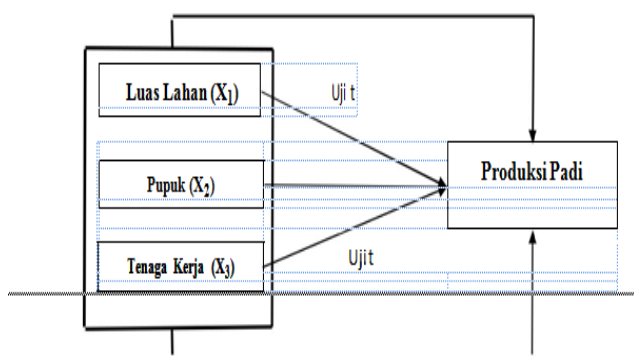 Luas Lahan (X1)
Uji t
Produksi Padi
Pupuk (X2)
Tenaga Kerja (X3)
Uji t